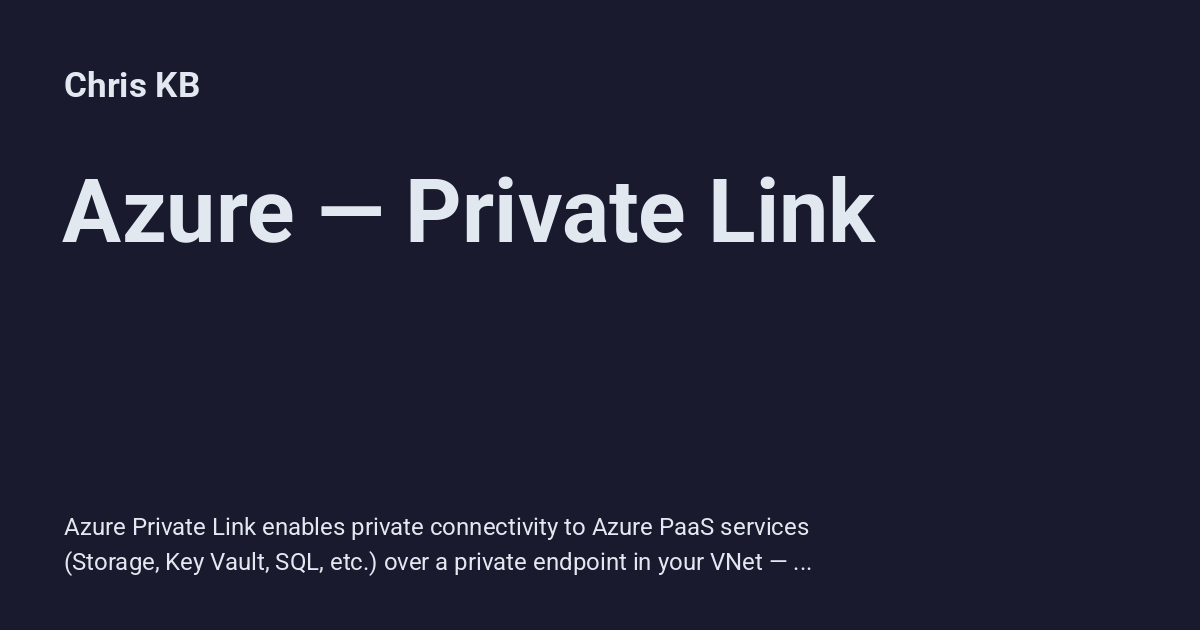 Chris KB
Azure — Private Link
Azure Private Link enables private connectivity to Azure PaaS services
(Storage, Key Vault, SQL, etc.) over a private endpoint in your VNet — ...